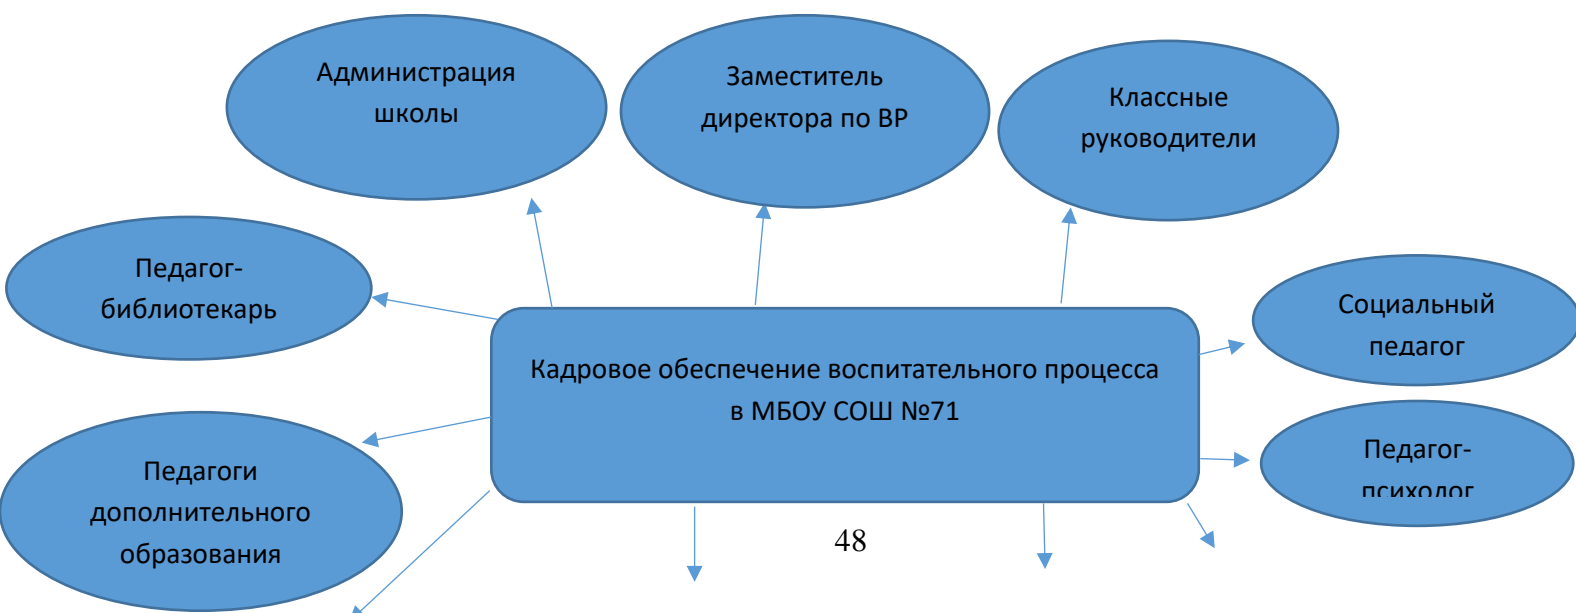 Администрация
школы
Заместитель
директора по ВР
Классные
руководители
Педагог-
библиотекарь
Социальный
педагог
Кадровое обеспечение воспитательного процесса
в МБОУ СОШ №71
Педагог-
психолог
Педагоги
дополнительного
образования
48